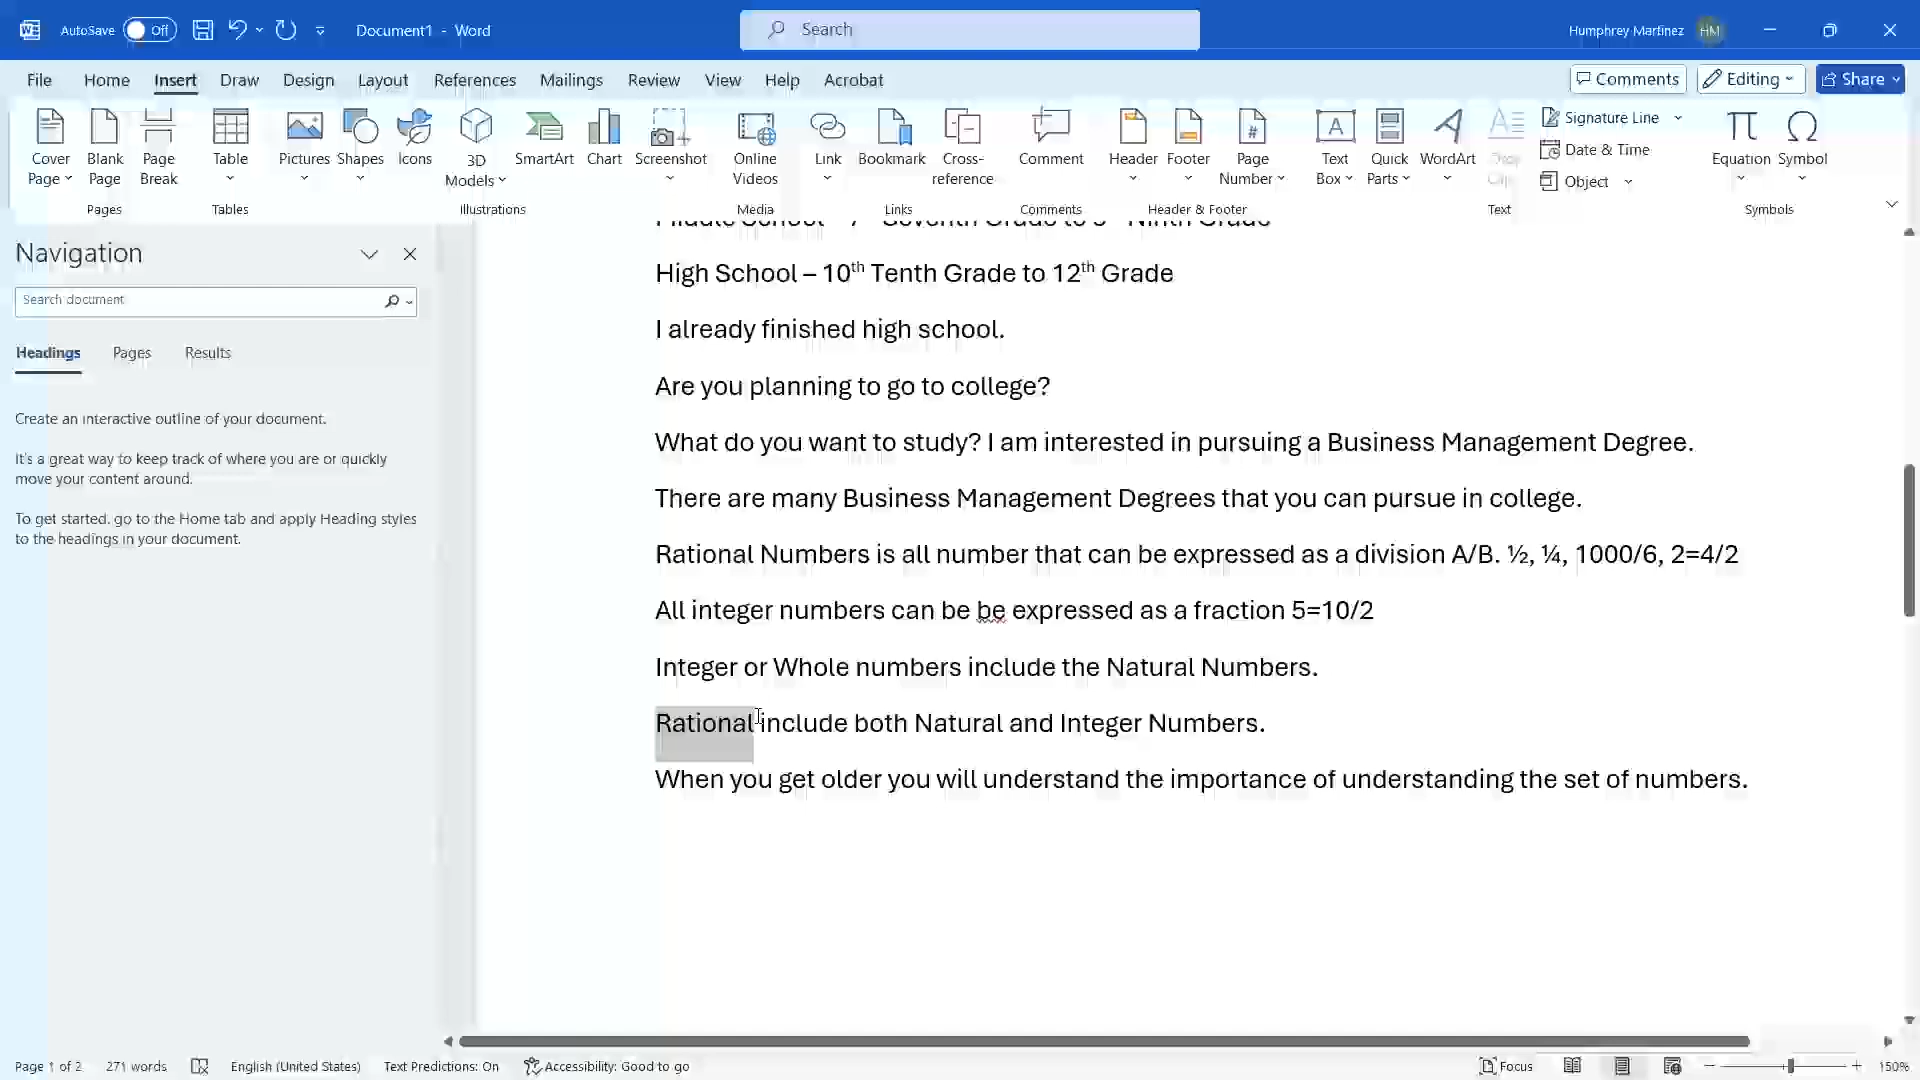 AutoSave Off Document1 - Word Search Humphrey Martinez HM
File Home Insert Draw Design Layout References Mailings Review View Help Acrobat Comments Editing Share
Cover Page Blank Page Page Break Table Pictures Shapes Icons 3D Models SmartArt Chart Screenshot Online Videos Link Bookmark Cross-reference Comment Header Footer Page Number Text Box Quick Parts WordArt Drop Cap Signature Line Date & Time Object Equation Symbol
Pages Tables Illustrations Media Links Comments Header & Footer Text Symbols
Navigation
Search document
Headings Pages Results
Create an interactive outline of your document.
It's a great way to keep track of where you are or quickly
move your content around.
To get started, go to the Home tab and apply Heading styles
to the headings in your document.
High School – 10th Tenth Grade to 12th Grade
I already finished high school.
Are you planning to go to college?
What do you want to study? I am interested in pursuing a Business Management Degree.
There are many Business Management Degrees that you can pursue in college.
Rational Numbers is all number that can be expressed as a division A/B. ½, ¼, 1000/6, 2=4/2
All integer numbers can be be expressed as a fraction 5=10/2
Integer or Whole numbers include the Natural Numbers.
Rational include both Natural and Integer Numbers.
When you get older you will understand the importance of understanding the set of numbers.
Page 1 of 2 271 words English (United States) Text Predictions: On Accessibility: Good to go Focus 150%